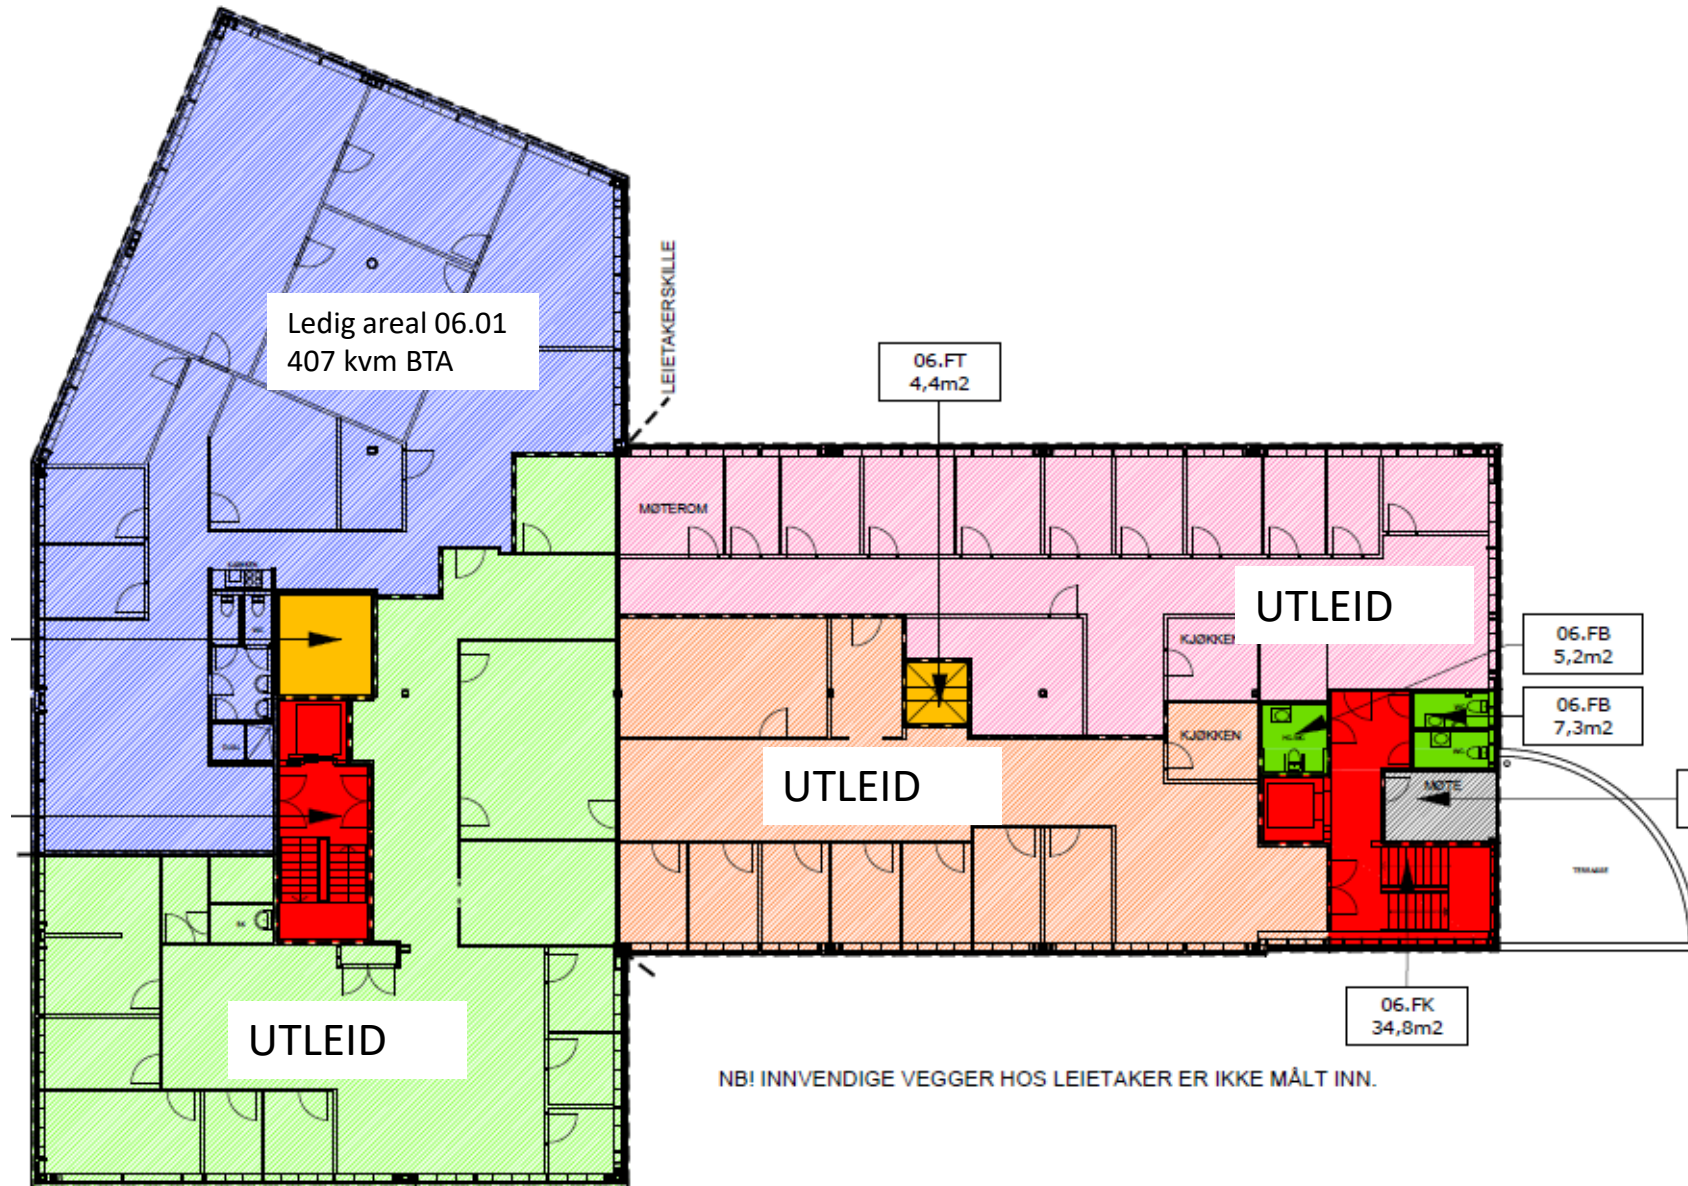 Ledig areal 06.01
407 kvm BTA
LEIETAKERSKILLE
06.FT
4,4m2
MØTEROM
UTLEID
KJØKKEN
06.FB
5,2m2
06.FB
7,3m2
KJØKKEN
UTLEID
MØTE
TERRASSE
UTLEID
06.FK
34,8m2
NB! INNVENDIGE VEGGER HOS LEIETAKER ER IKKE MÅLT INN.